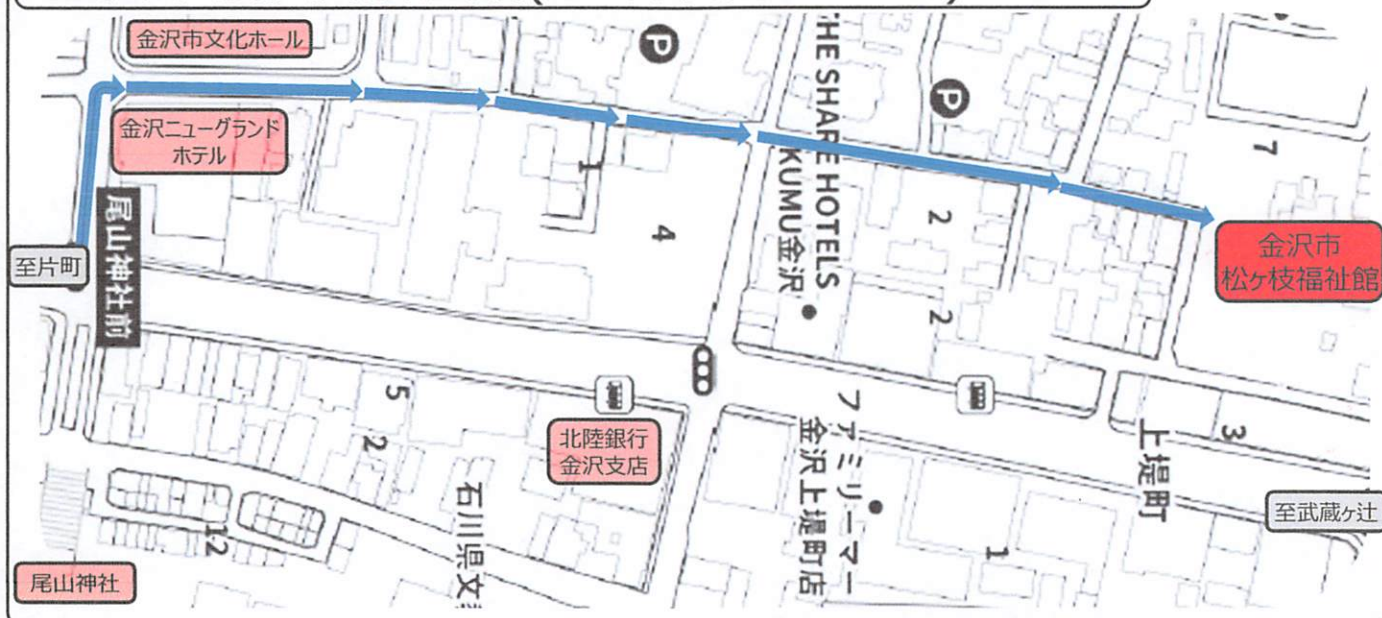 金沢市文化ホール
金沢ニューグランド
ホテル
尾山神社前
至片町
P
P
THE SHARE HOTELS
KUMU金沢
7
1
4
2
2
金沢市
松ヶ枝福祉館
5
2
北陸銀行
金沢支店
ファミリーマー
金沢上堤町店
上堤町
3
至武蔵ヶ辻
石川県文
12
1
尾山神社